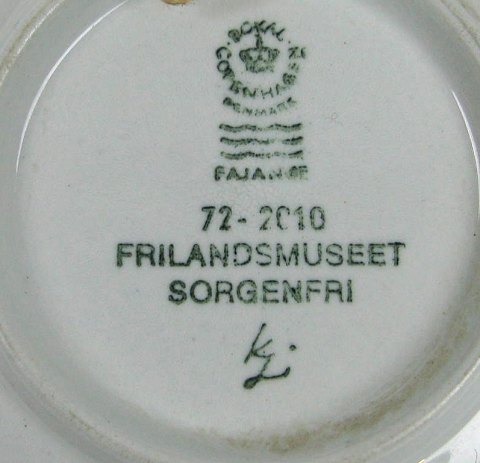 ROYAL COPENHAGEN
DENMARK
FAJANCE
72-2010
FRILANDSMUSEET
SORGENFRI